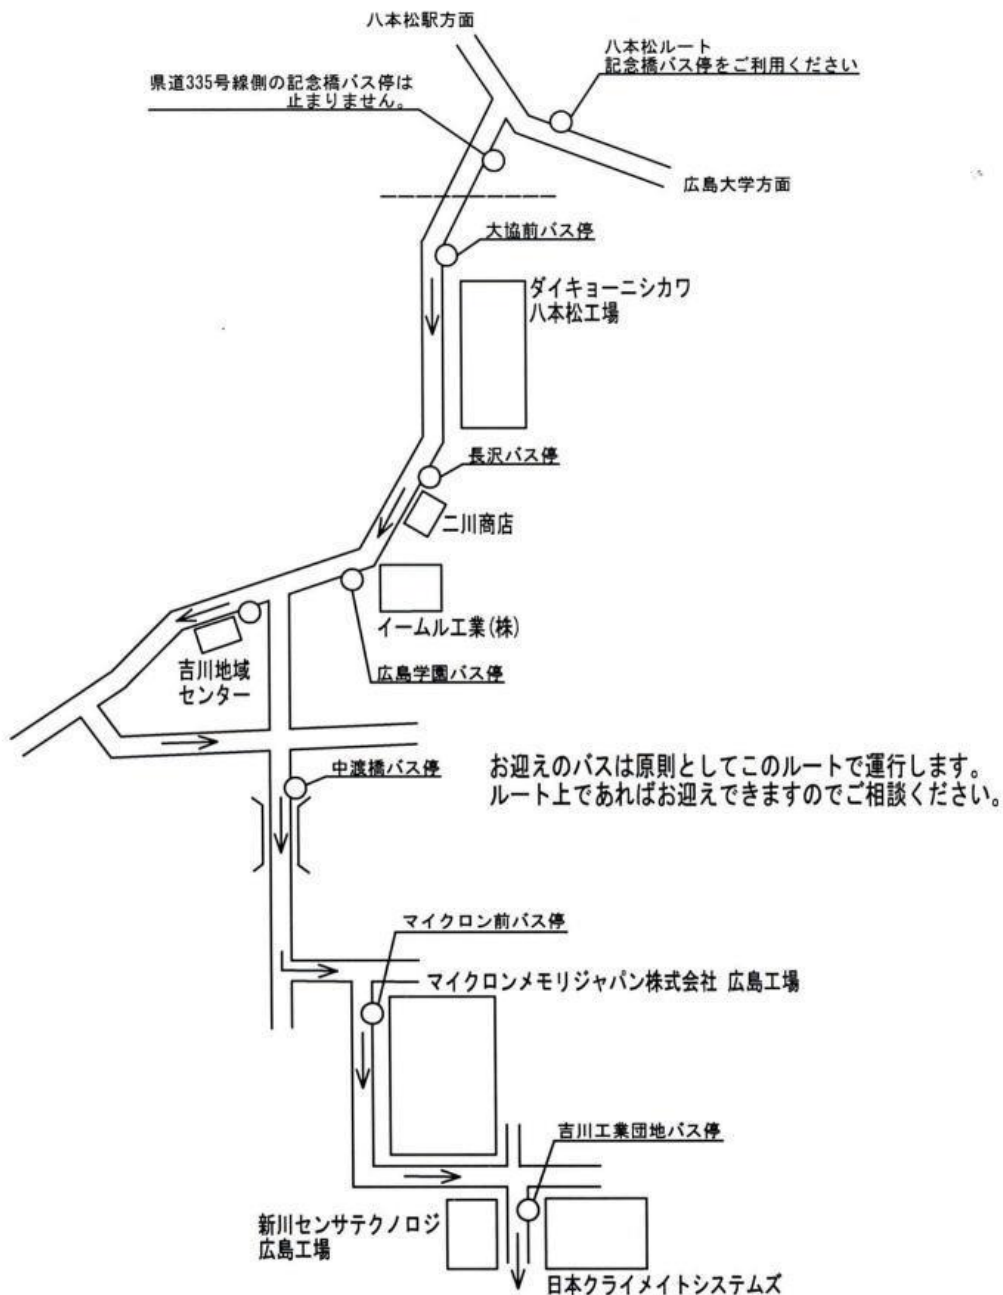 八本松駅方面
八本松ルート
記念橋バス停をご利用ください
県道335号線側の記念橋バス停は
止まりません。
広島大学方面
大協前バス停
ダイキョーニシカワ
八本松工場
長沢バス停
二川商店
イームル工業(株)
吉川地域
センター
広島学園バス停
中渡橋バス停
お迎えのバスは原則としてこのルートで運行します。
ルート上であればお迎えできますのでご相談ください。
マイクロン前バス停
マイクロンメモリジャパン株式会社 広島工場
吉川工業団地バス停
新川センサテクノロジ
広島工場
日本クライメイトシステムズ